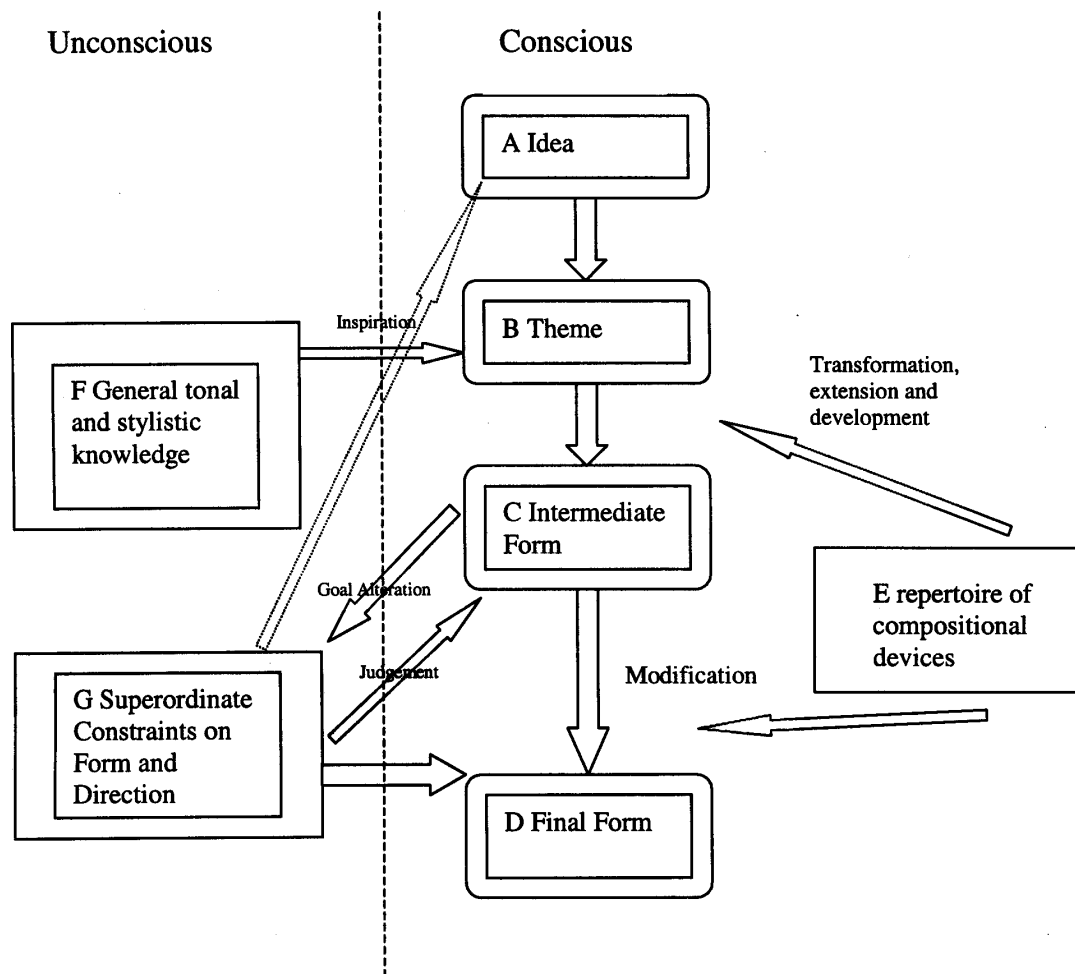 Unconscious
Conscious
A Idea
Inspiration
B Theme
F General tonal
and stylistic
knowledge
Transformation,
extension and
development
C Intermediate
Form
Goal Alteration
Judgement
E repertoire of
compositional
devices
Modification
G Superordinate
Constraints on
Form and
Direction
D Final Form